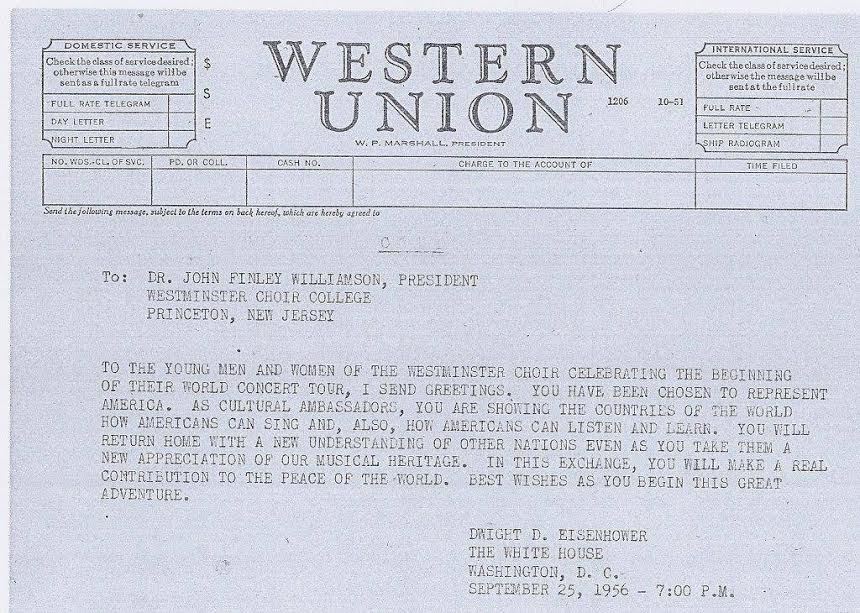 DOMESTIC SERVICE
Check the class of service desired;
otherwise this message will be
sent as a full rate telegram
FULL RATE TELEGRAM
DAY LETTER
NIGHT LETTER
$
S
E
WESTERN
UNION
1206 10-51
W. P. MARSHALL, PRESIDENT
INTERNATIONAL SERVICE
Check the class of service desired;
otherwise the message will be
sent at the full rate
FULL RATE
LETTER TELEGRAM
SHIP RADIOGRAM
NO. WDS.-CL. OF SVC. PD. OR COLL. CASH NO. CHARGE TO THE ACCOUNT OF TIME FILED
Send the following message, subject to the terms on back hereof, which are hereby agreed to
C
To: DR. JOHN FINLEY WILLIAMSON, PRESIDENT
WESTMINSTER CHOIR COLLEGE
PRINCETON, NEW JERSEY
TO THE YOUNG MEN AND WOMEN OF THE WESTMINSTER CHOIR CELEBRATING THE BEGINNING
OF THEIR WORLD CONCERT TOUR, I SEND GREETINGS. YOU HAVE BEEN CHOSEN TO REPRESENT
AMERICA. AS CULTURAL AMBASSADORS, YOU ARE SHOWING THE COUNTRIES OF THE WORLD
HOW AMERICANS CAN SING AND, ALSO, HOW AMERICANS CAN LISTEN AND LEARN. YOU WILL
RETURN HOME WITH A NEW UNDERSTANDING OF OTHER NATIONS EVEN AS YOU TAKE THEM A
NEW APPRECIATION OF OUR MUSICAL HERITAGE. IN THIS EXCHANGE, YOU WILL MAKE A REAL
CONTRIBUTION TO THE PEACE OF THE WORLD. BEST WISHES AS YOU BEGIN THIS GREAT
ADVENTURE.
DWIGHT D. EISENHOWER
THE WHITE HOUSE
WASHINGTON, D. C.
SEPTEMBER 25, 1956 - 7:00 P.M.